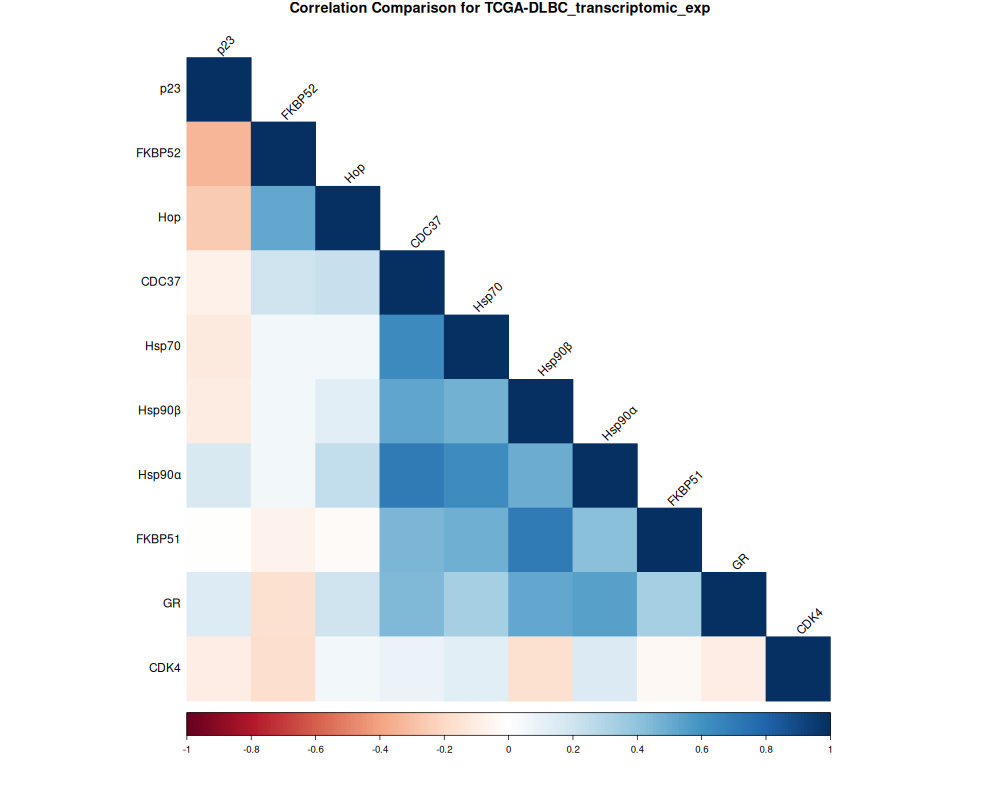 Correlation Comparison for TCGA-DLBC_transcriptomic_exp
p23
p23
FKBP52
FKBP52
Hop
Hop
CDC37
CDC37
Hsp70
Hsp70
Hsp90β
Hsp90β
Hsp90α
Hsp90α
FKBP51
FKBP51
GR
GR
CDK4
CDK4
-1 -0.8 -0.6 -0.4 -0.2 0 0.2 0.4 0.6 0.8 1